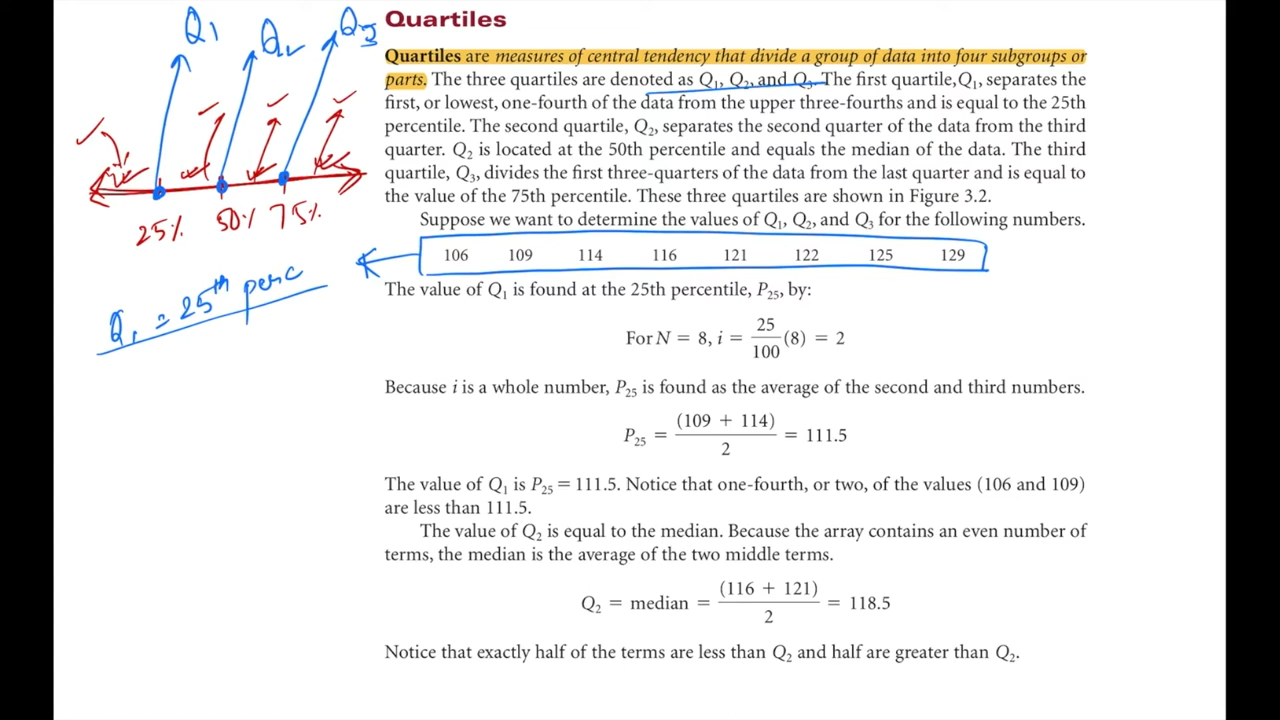 Q1 Q2 Q3
25% 50% 75%
Q1 = 25th perc
Quartiles
Quartiles are measures of central tendency that divide a group of data into four subgroups or
parts. The three quartiles are denoted as Q1, Q2, and Q3. The first quartile, Q1, separates the
first, or lowest, one-fourth of the data from the upper three-fourths and is equal to the 25th
percentile. The second quartile, Q2, separates the second quarter of the data from the third
quarter. Q2 is located at the 50th percentile and equals the median of the data. The third
quartile, Q3, divides the first three-quarters of the data from the last quarter and is equal to
the value of the 75th percentile. These three quartiles are shown in Figure 3.2.
Suppose we want to determine the values of Q1, Q2, and Q3 for the following numbers.
106 109 114 116 121 122 125 129
The value of Q1 is found at the 25th percentile, P25, by:
For N = 8, i = 25/100 (8) = 2
Because i is a whole number, P25 is found as the average of the second and third numbers.
P25 = (109 + 114)/2 = 111.5
The value of Q1 is P25 = 111.5. Notice that one-fourth, or two, of the values (106 and 109)
are less than 111.5.
The value of Q2 is equal to the median. Because the array contains an even number of
terms, the median is the average of the two middle terms.
Q2 = median = (116 + 121)/2 = 118.5
Notice that exactly half of the terms are less than Q2 and half are greater than Q2.